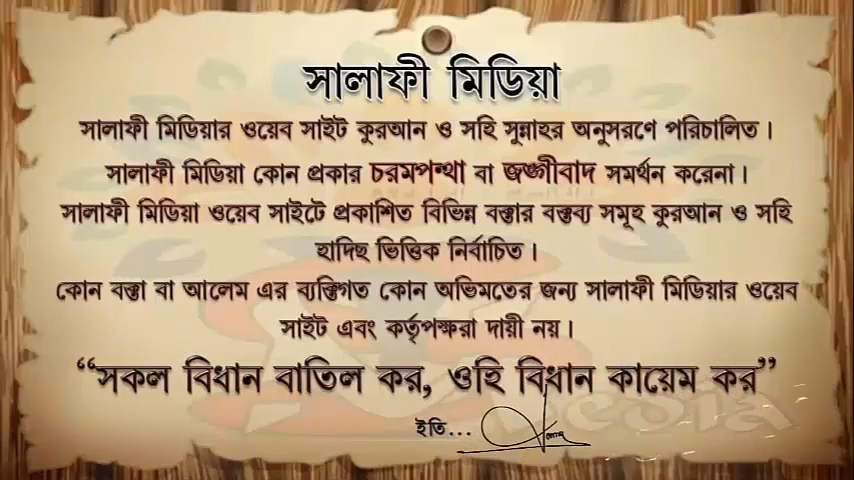 সালাফী মিডিয়া
সালাফী মিডিয়ার ওয়েব সাইট কুরআন ও সহি সুন্নাহর অনুসরণে পরিচালিত।
সালাফী মিডিয়া কোন প্রকার চরমপন্থা বা জঙ্গীবাদ সমর্থন করেনা।
সালাফী মিডিয়া ওয়েব সাইটে প্রকাশিত বিভিন্ন বক্তার বক্তব্য সমূহ কুরআন ও সহি
হাদিছ ভিত্তিক নির্বাচিত।
কোন বক্তা বা আলেম এর ব্যক্তিগত কোন অভিমতের জন্য সালাফী মিডিয়ার ওয়েব
সাইট এবং কর্তৃপক্ষরা দায়ী নয়।
“সকল বিধান বাতিল কর, ওহি বিধান কায়েম কর”
ইতি...